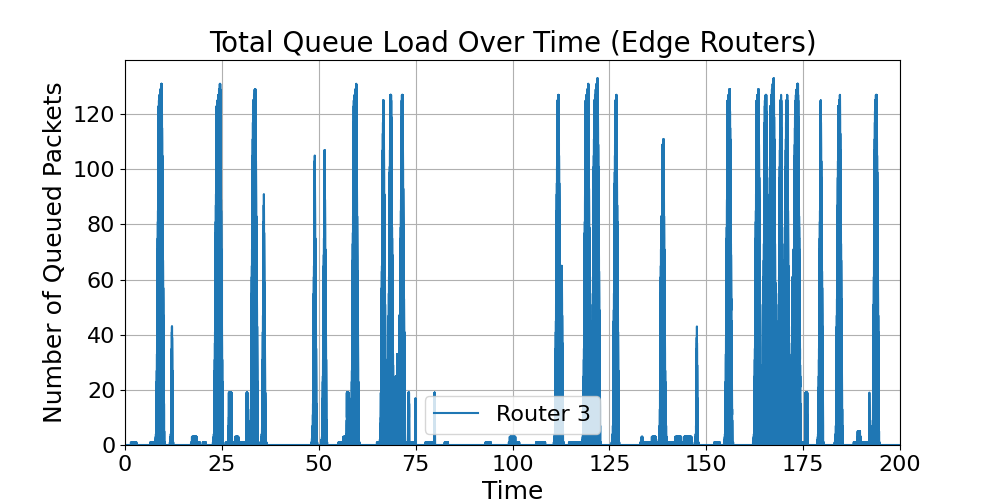 Total Queue Load Over Time (Edge Routers)
Number of Queued Packets
120
100
80
60
40
20
0
Router 3
0 25 50 75 100 125 150 175 200
Time